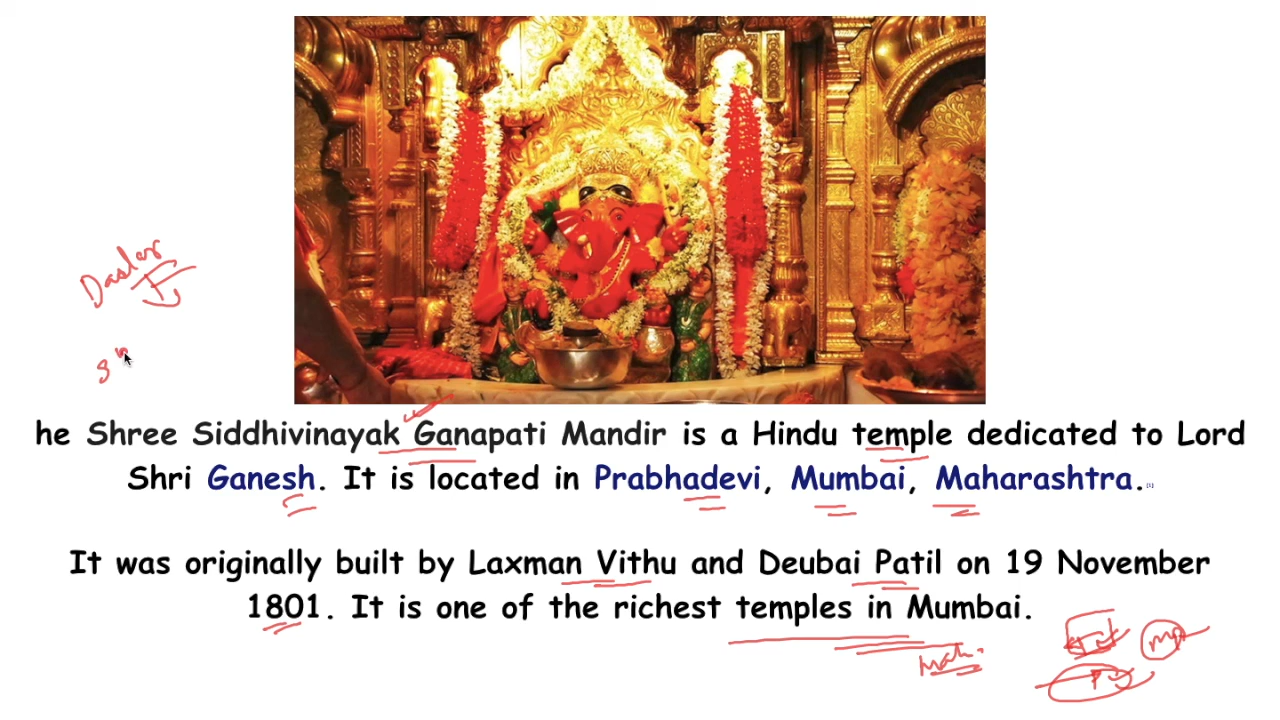 he Shree Siddhivinayak Ganapati Mandir is a Hindu temple dedicated to Lord
Shri Ganesh. It is located in Prabhadevi, Mumbai, Maharashtra.[1]
It was originally built by Laxman Vithu and Deubai Patil on 19 November
1801. It is one of the richest temples in Mumbai.